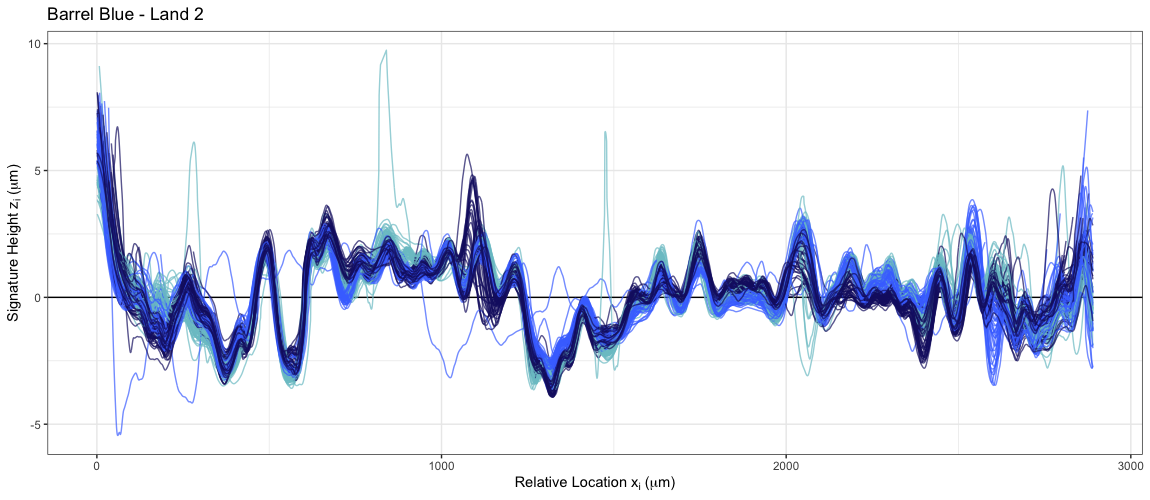 Barrel Blue - Land 2
Signature Height zᵢ (μm)
10
5
0
-5
0 1000 2000 3000
Relative Location xᵢ (μm)